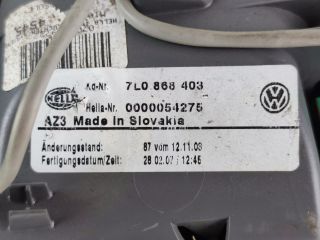 Kd-Nr. 7L0.868 403
HELLA Hella-Nr. 0000054275
AZ3 Made in Slovakia
Änderungsstand: 87 vom 12.11.03
Fertigungsdatum/Zeit: 28.02.07/ 12:45